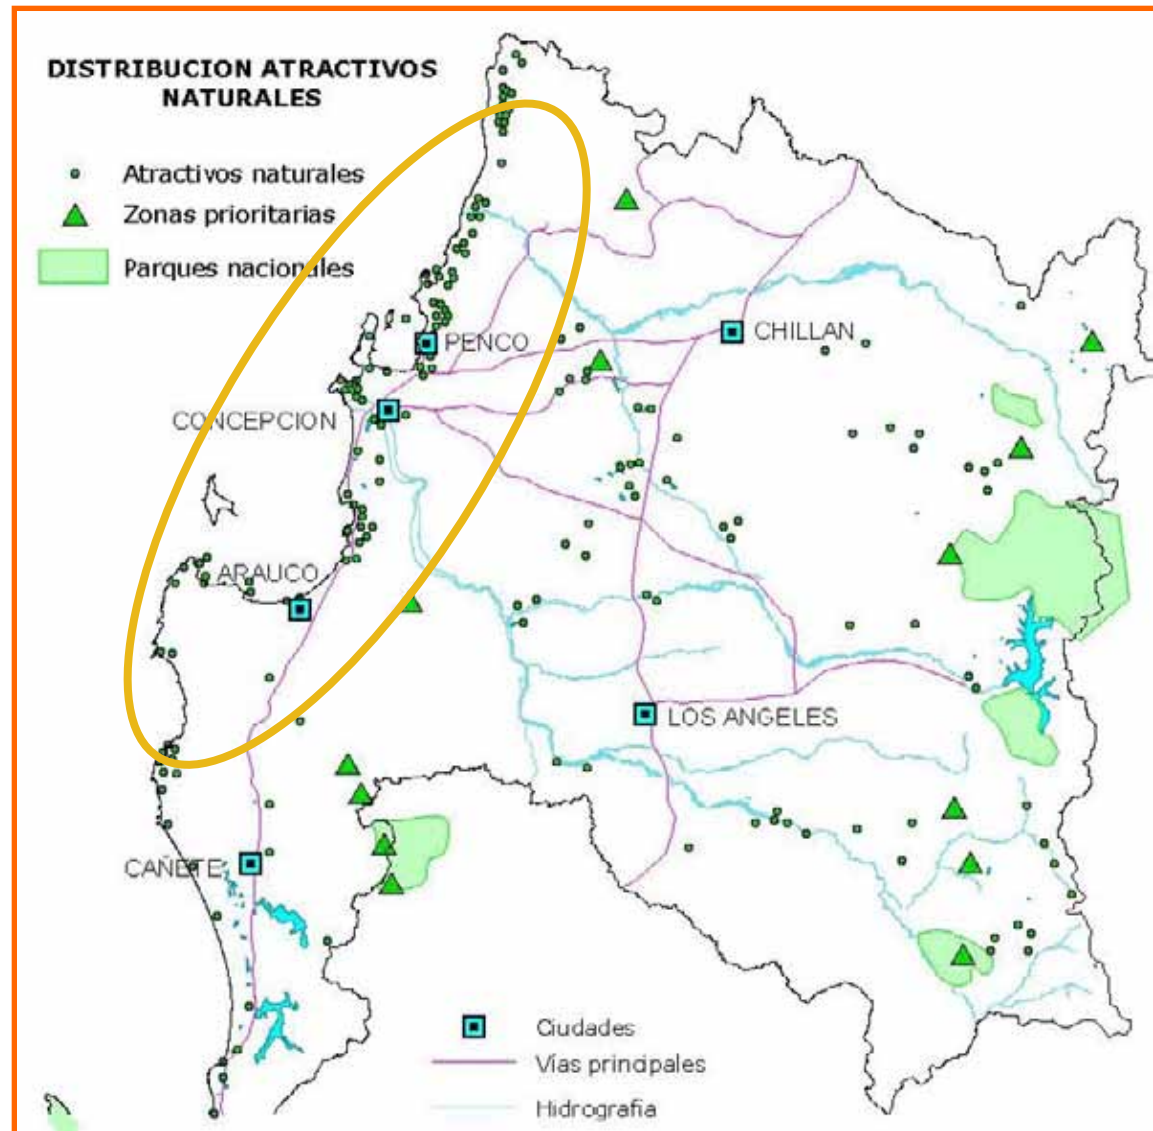 DISTRIBUCION ATRACTIVOS
NATURALES
Atractivos naturales
Zonas prioritarias
Parques nacionales
PENCO
CHILLAN
CONCEPCION
ARAUCO
LOS ANGELES
CAÑETE
Ciudades
Vías principales
Hidrografia